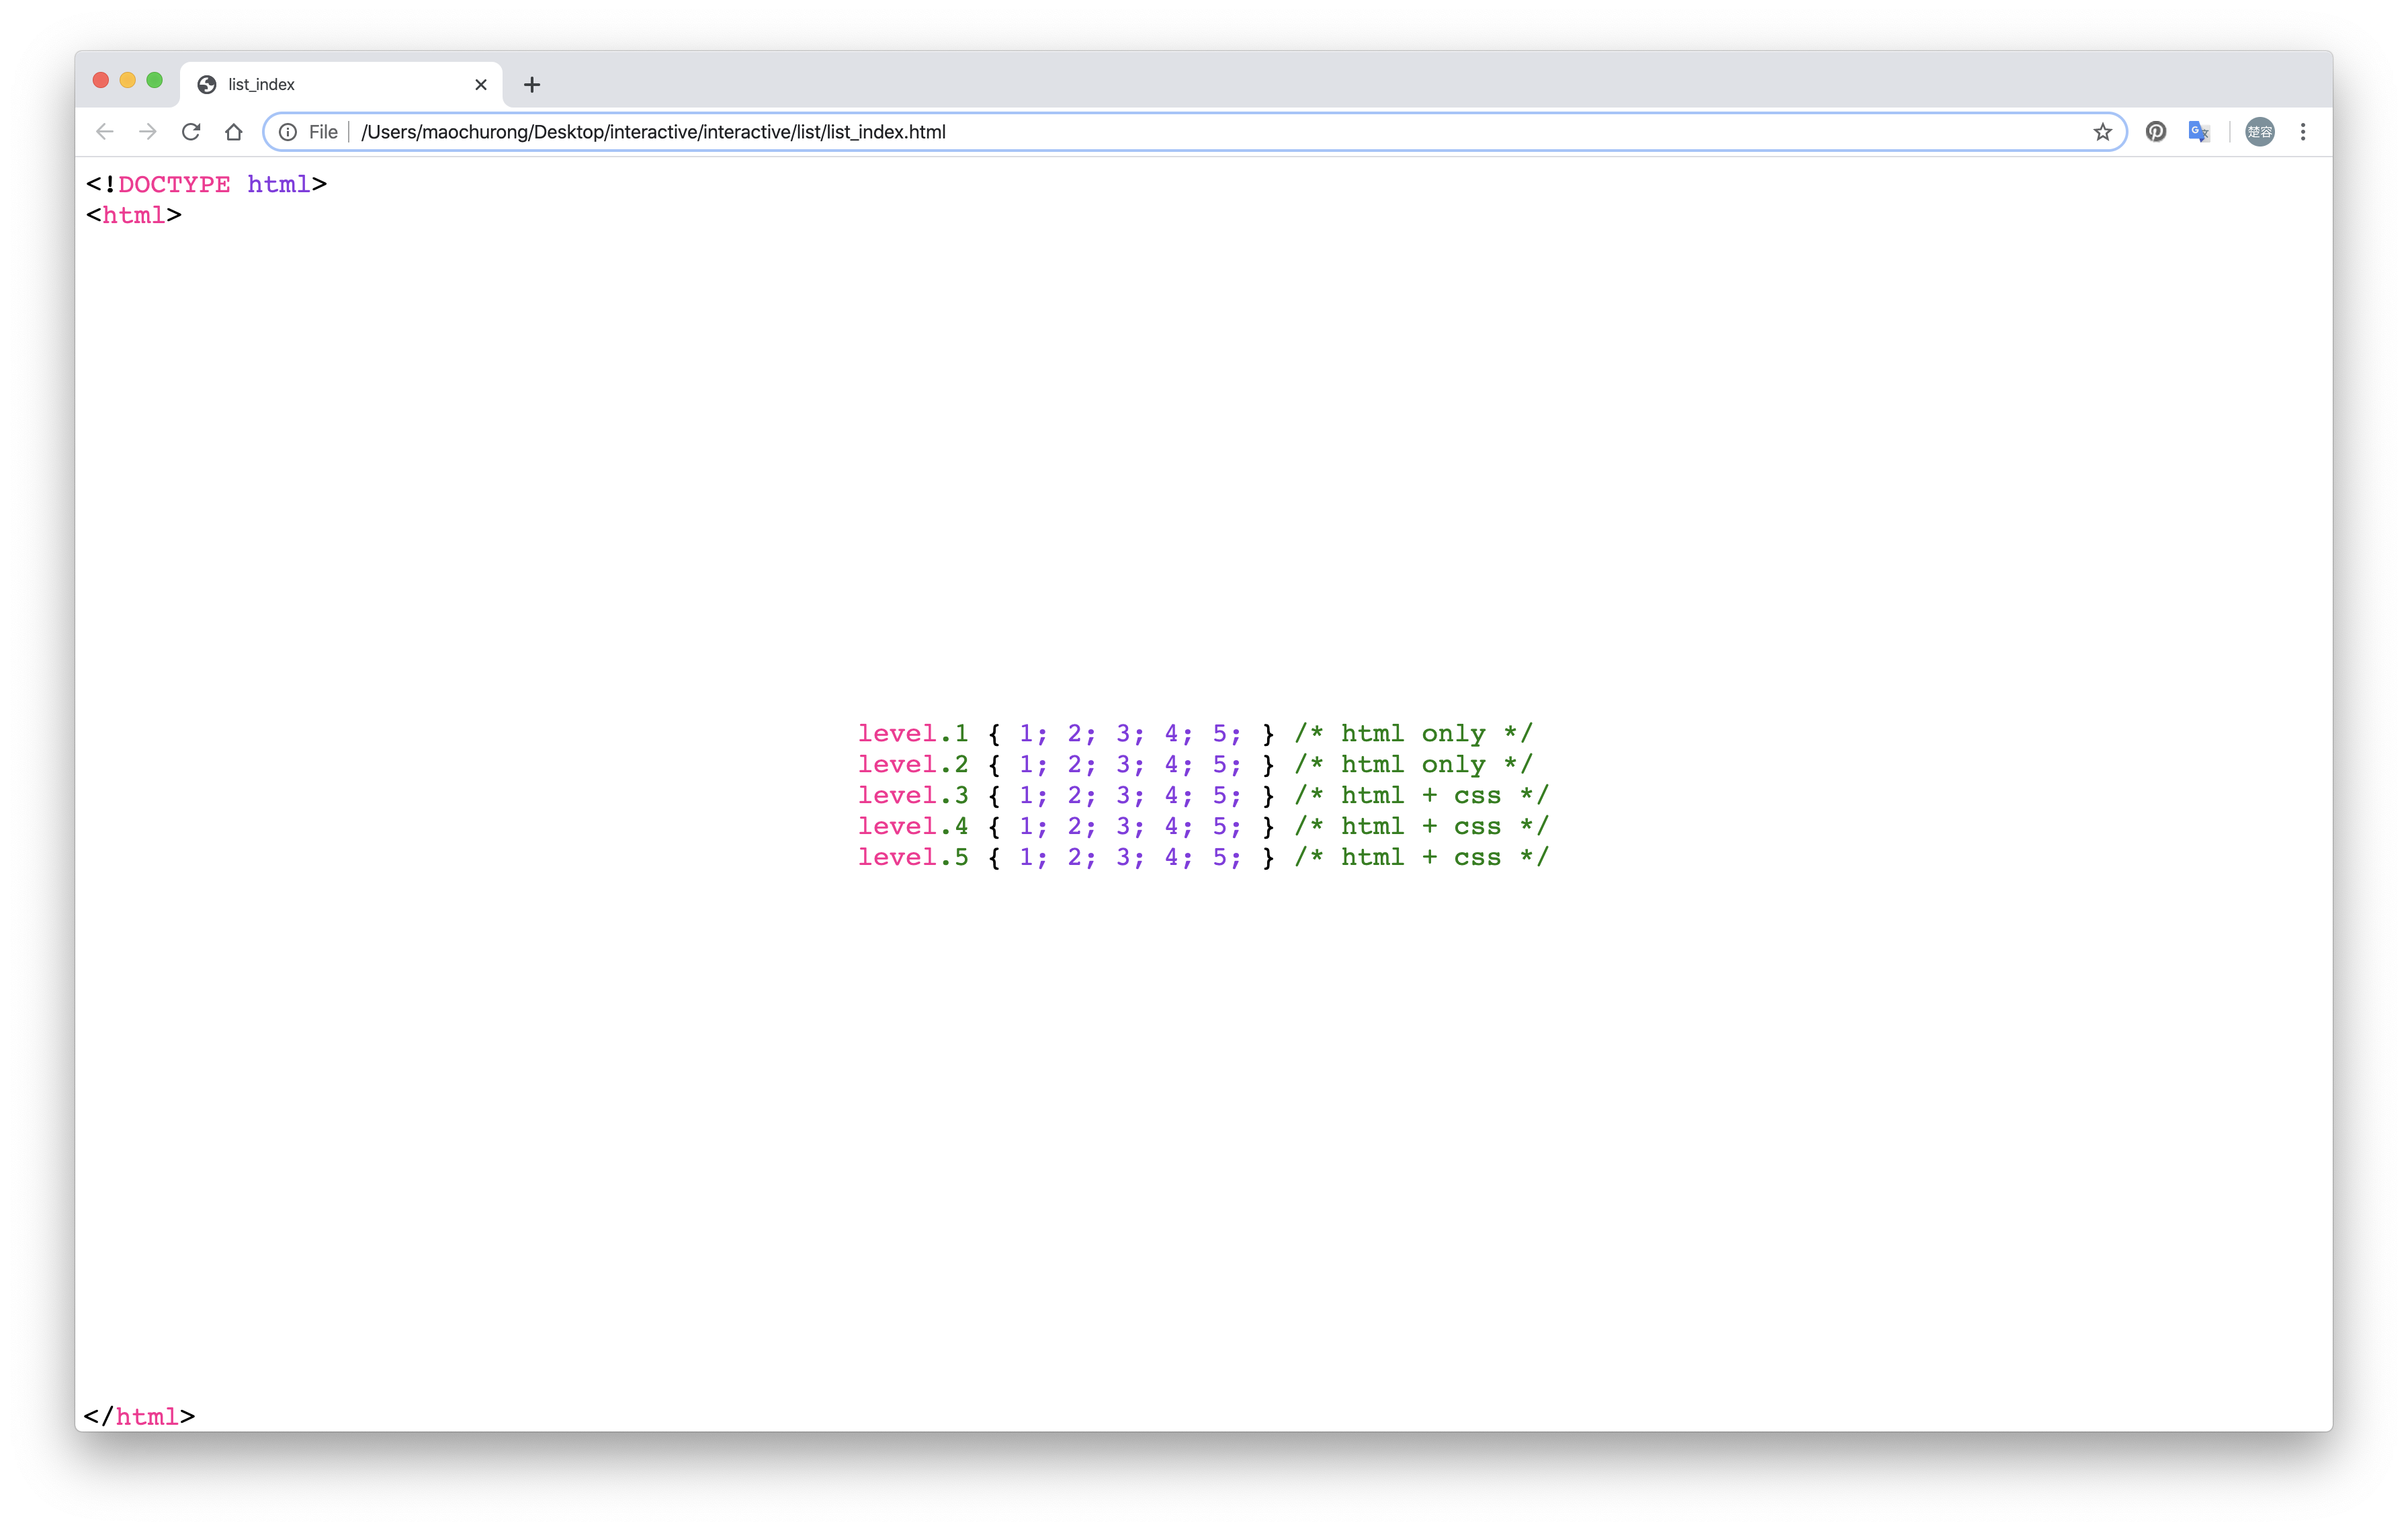 list_index
File /Users/maochurong/Desktop/interactive/interactive/list/list_index.html 楚容
<!DOCTYPE html>
<html>
level.1 { 1; 2; 3; 4; 5; } /* html only */
level.2 { 1; 2; 3; 4; 5; } /* html only */
level.3 { 1; 2; 3; 4; 5; } /* html + css */
level.4 { 1; 2; 3; 4; 5; } /* html + css */
level.5 { 1; 2; 3; 4; 5; } /* html + css */
</html>